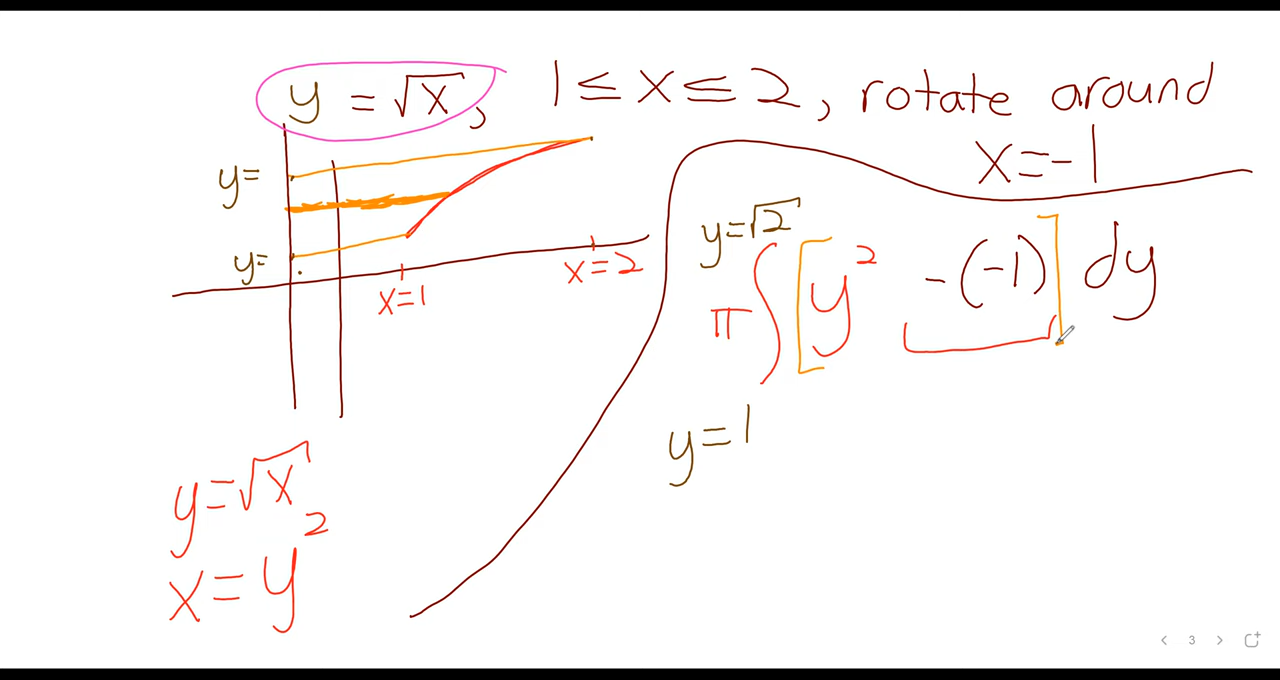 y = √x, 1 ≤ x ≤ 2, rotate around
x=-1
y=
y=
x=1
x=2
y=√2
π∫[y² -(-1)] dy
y=1
y=√x
x=y²
3